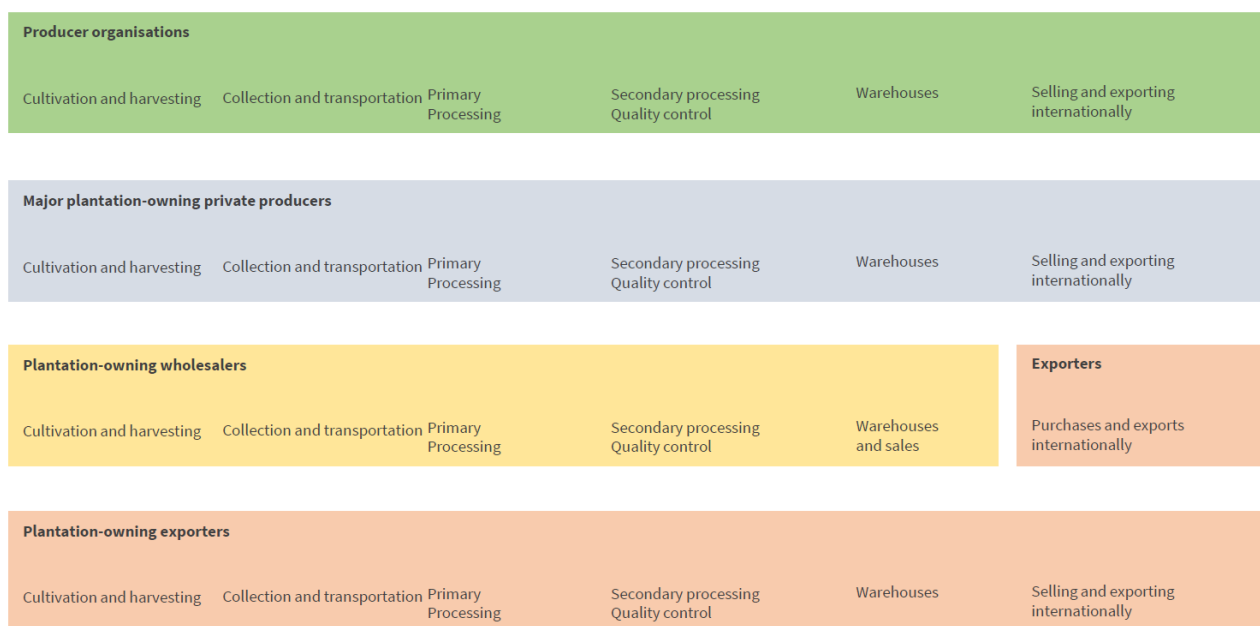 Producer organisations
Cultivation and harvesting
Collection and transportation
Primary
Processing
Secondary processing
Quality control
Warehouses
Selling and exporting
internationally
Major plantation-owning private producers
Cultivation and harvesting
Collection and transportation
Primary
Processing
Secondary processing
Quality control
Warehouses
Selling and exporting
internationally
Plantation-owning wholesalers
Cultivation and harvesting
Collection and transportation
Primary
Processing
Secondary processing
Quality control
Warehouses
and sales
Exporters
Purchases and exports
internationally
Plantation-owning exporters
Cultivation and harvesting
Collection and transportation
Primary
Processing
Secondary processing
Quality control
Warehouses
Selling and exporting
internationally